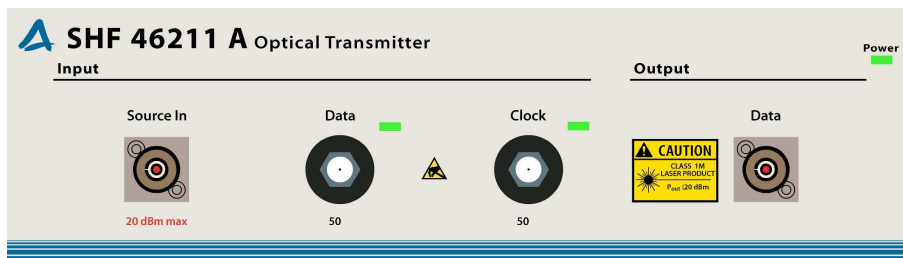 SHF 46211 A Optical Transmitter
Power
Input
Output
Source In
Data
Clock
Data
CAUTION
CLASS 1M
LASER PRODUCT
Pout ≤20 dBm
20 dBm max
50
50